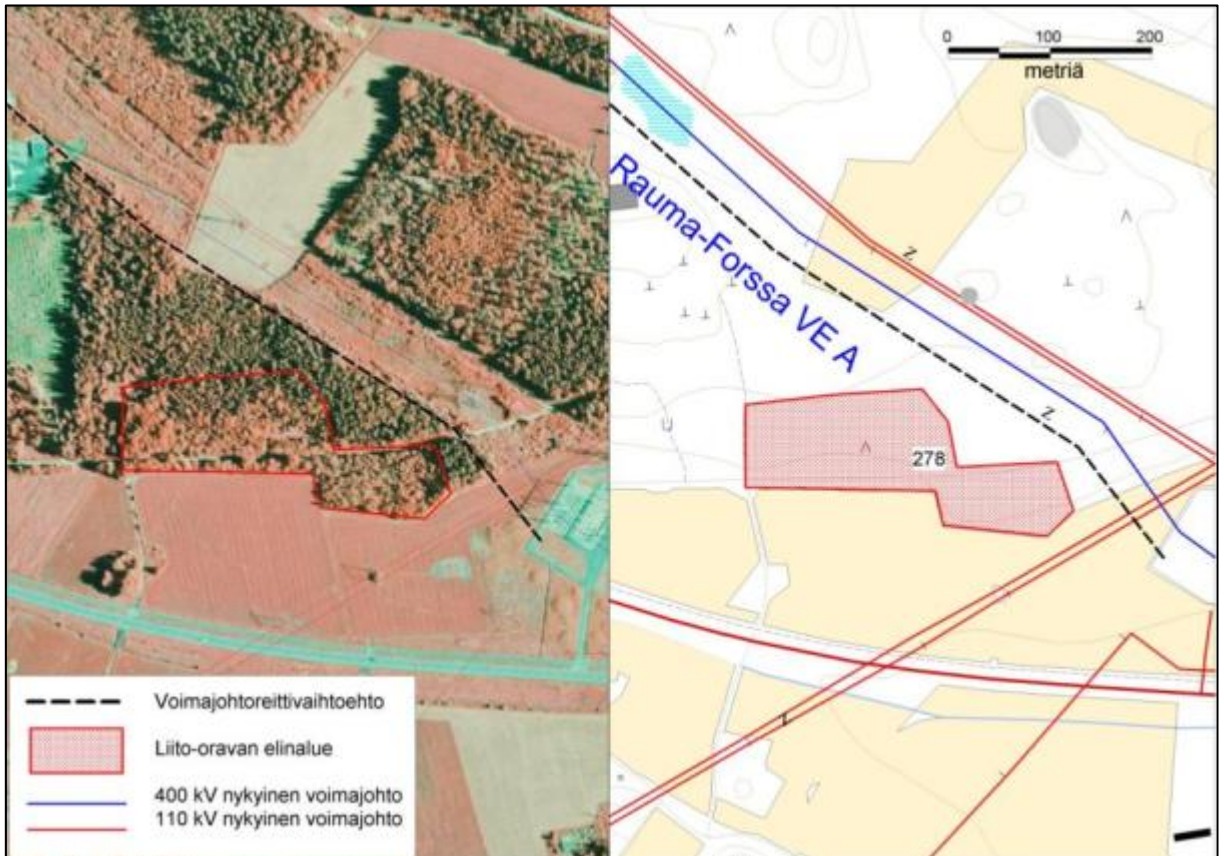 0 100 200
metriä
Rauma-Forssa VE A
z
z
278
z
Voimajohtoreittivaihtoehto
Liito-oravan elinalue
400 kV nykyinen voimajohto
110 kV nykyinen voimajohto